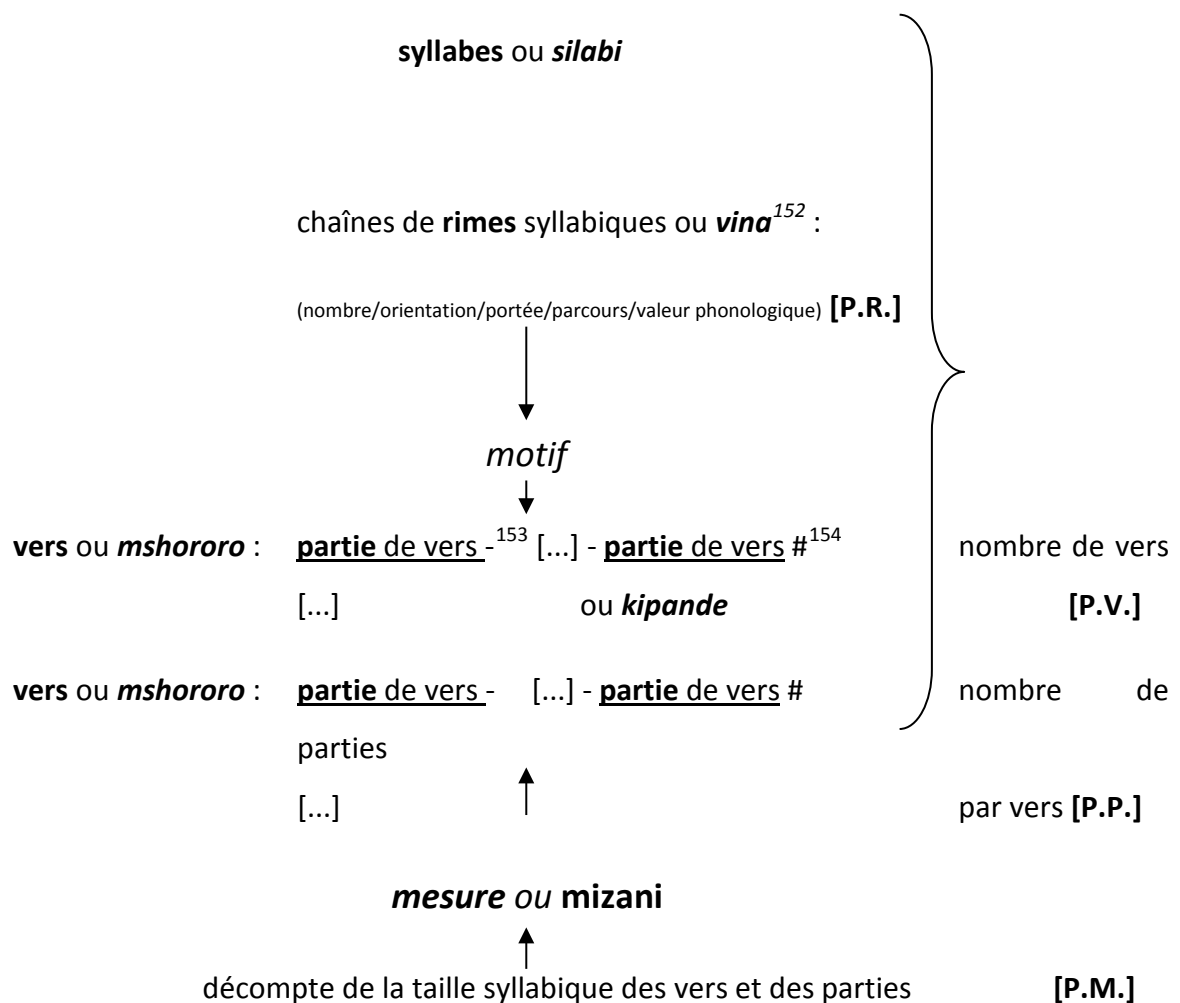 syllabes ou silabi
chaînes de rimes syllabiques ou vina152 :
(nombre/orientation/portée/parcours/valeur phonologique) [P.R.]
motif
vers ou mshororo : partie de vers -153 [...] - partie de vers #154 nombre de vers
[...] ou kipande [P.V.]
vers ou mshororo : partie de vers - [...] - partie de vers # nombre de
parties
[...] par vers [P.P.]
mesure ou mizani
décompte de la taille syllabique des vers et des parties [P.M.]